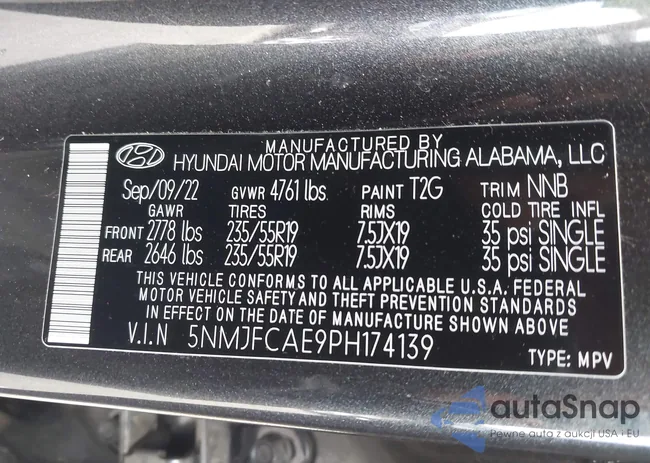 MANUFACTURED BY
HYUNDAI MOTOR MANUFACTURING ALABAMA, LLC
Sep/09/22 GVWR 4761 lbs. PAINT T2G TRIM NNB
GAWR TIRES RIMS COLD TIRE INFL
FRONT 2778 lbs 235/55R19 7.5JX19 35 psi SINGLE
REAR 2646 lbs 235/55R19 7.5JX19 35 psi SINGLE
THIS VEHICLE CONFORMS TO ALL APPLICABLE U.S.A. FEDERAL
MOTOR VEHICLE SAFETY AND THEFT PREVENTION STANDARDS
IN EFFECT ON THE DATE OF MANUFACTURE SHOWN ABOVE
V.I.N 5NMJFCAE9PH174139
TYPE: MPV
autaSnap
Pewne auta z aukcji USA i EU